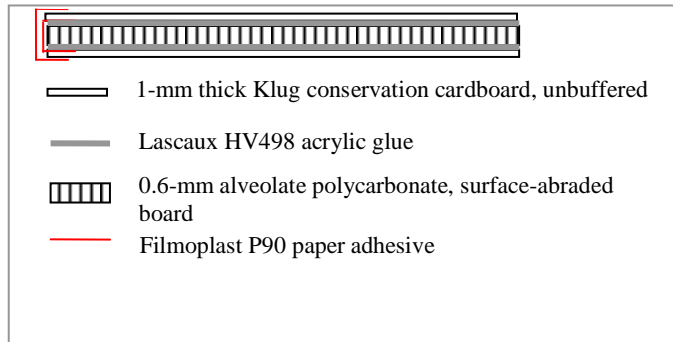 1-mm thick Klug conservation cardboard, unbuffered
Lascaux HV498 acrylic glue
0.6-mm alveolate polycarbonate, surface-abraded
board
Filmoplast P90 paper adhesive